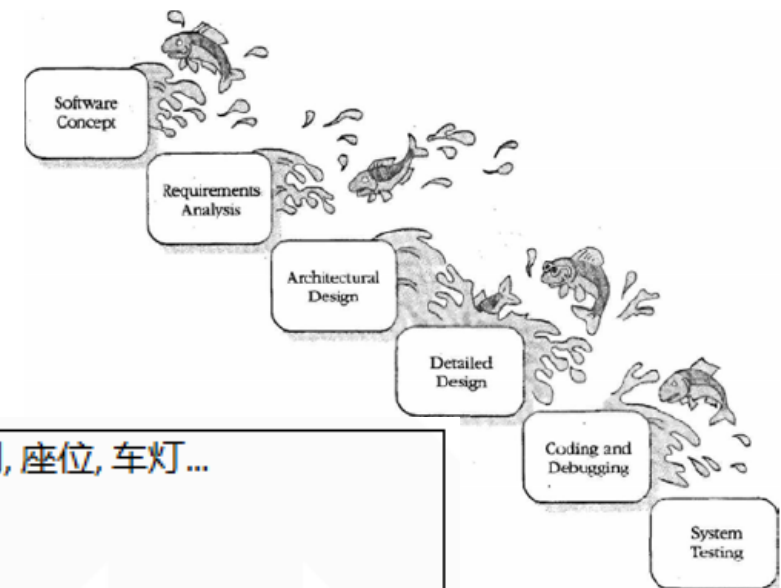 Software
Concept
Requirements
Analysis
Architectural
Design
Detailed
Design
Coding and
Debugging
, 座位, 车灯...
System
Testing